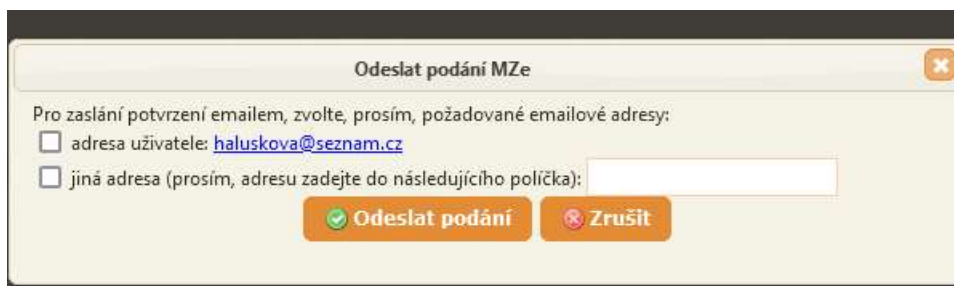 Odeslat podání MZe
Pro zaslání potvrzení emailem, zvolte, prosím, požadované emailové adresy:
adresa uživatele: haluskova@seznam.cz
jiná adresa (prosím, adresu zadejte do následujícího políčka):
Odeslat podání Zrušit